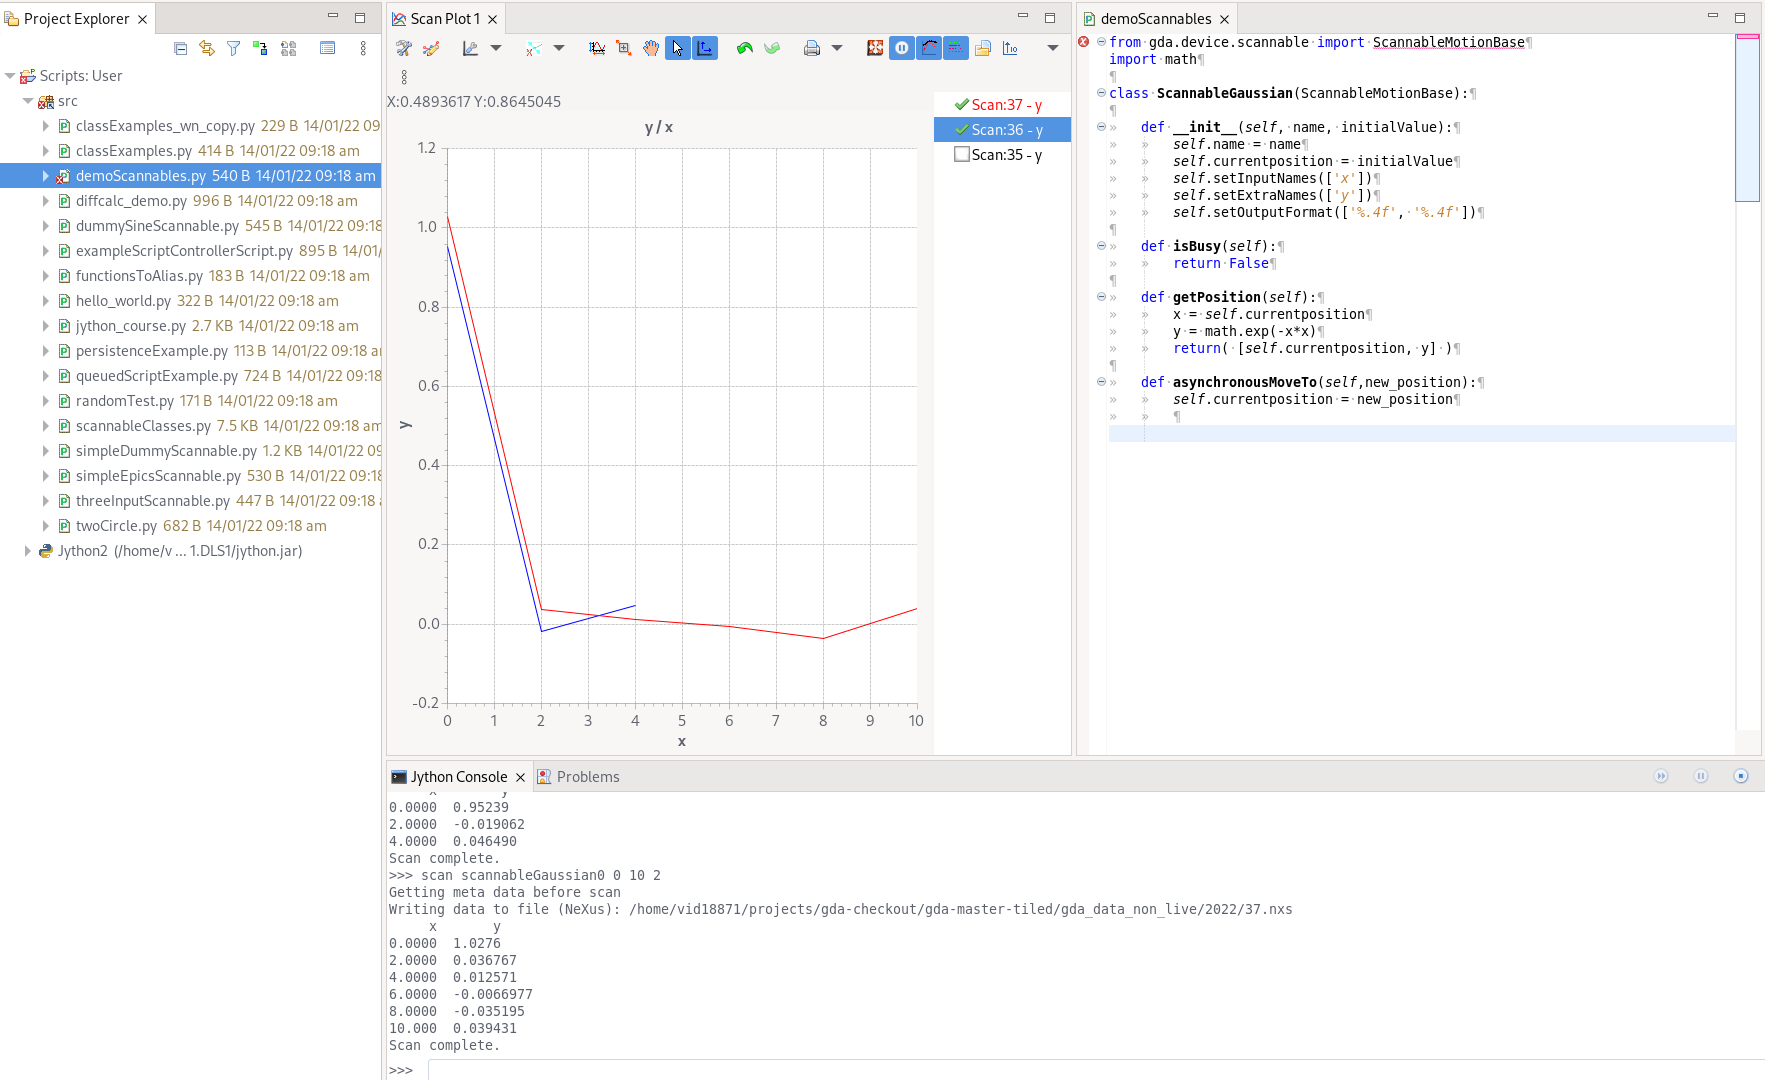 Project Explorer
Scripts: User
src
classExamples_wn_copy.py 229 B 14/01/22 09
classExamples.py 414 B 14/01/22 09:18 am
demoScannables.py 540 B 14/01/22 09:18 am
diffcalc_demo.py 996 B 14/01/22 09:18 am
dummySineScannable.py 545 B 14/01/22 09:18
exampleScriptControllerScript.py 895 B 14/01/
functionsToAlias.py 183 B 14/01/22 09:18 am
hello_world.py 322 B 14/01/22 09:18 am
jython_course.py 2.7 KB 14/01/22 09:18 am
persistenceExample.py 113 B 14/01/22 09:18 a
queuedScriptExample.py 724 B 14/01/22 09:18
randomTest.py 171 B 14/01/22 09:18 am
scannableClasses.py 7.5 KB 14/01/22 09:18 am
simpleDummyScannable.py 1.2 KB 14/01/22 09
simpleEpicsScannable.py 530 B 14/01/22 09:18
threeInputScannable.py 447 B 14/01/22 09:18
twoCircle.py 682 B 14/01/22 09:18 am
Jython2 (/home/v ... 1.DLS1/jython.jar)
Scan Plot 1
X:0.4893617 Y:0.8645045
y / x
1.2
1.0
0.8
0.6
0.4
0.2
0.0
-0.2
y
0 1 2 3 4 5 6 7 8 9 10
x
Scan:37 - y
Scan:36 - y
Scan:35 - y
demoScannables
from·gda.device.scannable·import·ScannableMotionBase¶
import·math¶
¶
class·ScannableGaussian(ScannableMotionBase):¶
¶
» def·__init__(self,·name,·initialValue):¶
» » self.name·=·name¶
» » self.currentposition·=·initialValue¶
» » self.setInputNames(['x'])¶
» » self.setExtraNames(['y'])¶
» » self.setOutputFormat(['%.4f',·'%.4f'])¶
¶
» def·isBusy(self):¶
» » return·False¶
¶
» def·getPosition(self):¶
» » x·=·self.currentposition¶
» » y·=·math.exp(-x*x)¶
» » return(·[self.currentposition,·y]·)¶
¶
» def·asynchronousMoveTo(self,new_position):¶
» » self.currentposition·=·new_position¶
» » ¶
Jython Console
Problems
x y
0.0000 0.95239
2.0000 -0.019062
4.0000 0.046490
Scan complete.
>>> scan scannableGaussian0 0 10 2
Getting meta data before scan
Writing data to file (NeXus): /home/vid18871/projects/gda-checkout/gda-master-tiled/gda_data_non_live/2022/37.nxs
x y
0.0000 1.0276
2.0000 0.036767
4.0000 0.012571
6.0000 -0.0066977
8.0000 -0.035195
10.000 0.039431
Scan complete.
>>>